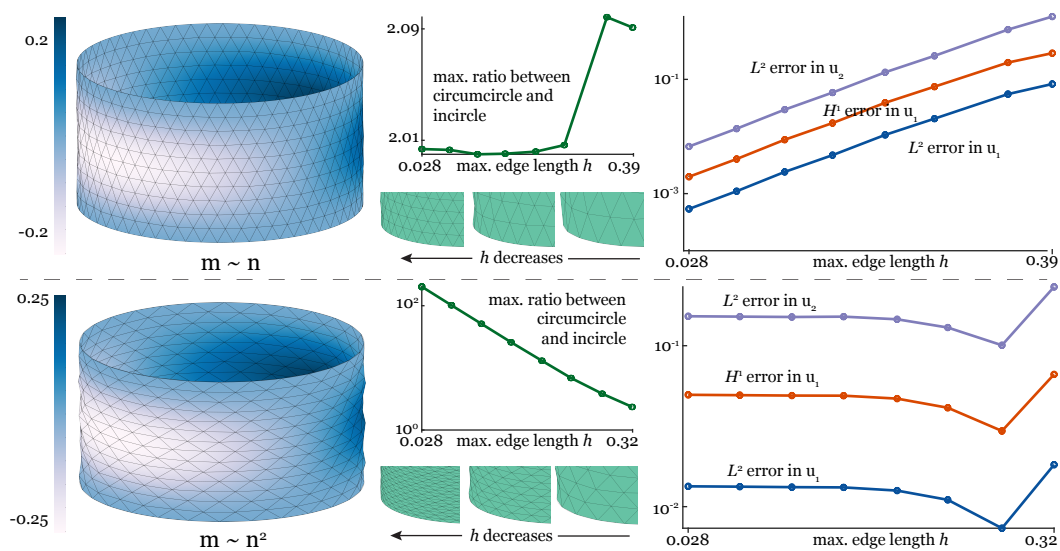 0.2
-0.2
m ~ n
2.09
max. ratio between
circumcircle and
incircle
2.01
0.028
max. edge length h
0.39
h decreases
L² error in u₂
10⁻¹
H¹ error in u₁
L² error in u₁
10⁻³
0.028
max. edge length h
0.39
0.25
-0.25
m ~ n²
10²
max. ratio between
circumcircle
and incircle
10⁰
0.028
max. edge length h
0.32
h decreases
L² error in u₂
10⁻¹
H¹ error in u₁
L² error in u₁
10⁻²
0.028
max. edge length h
0.32